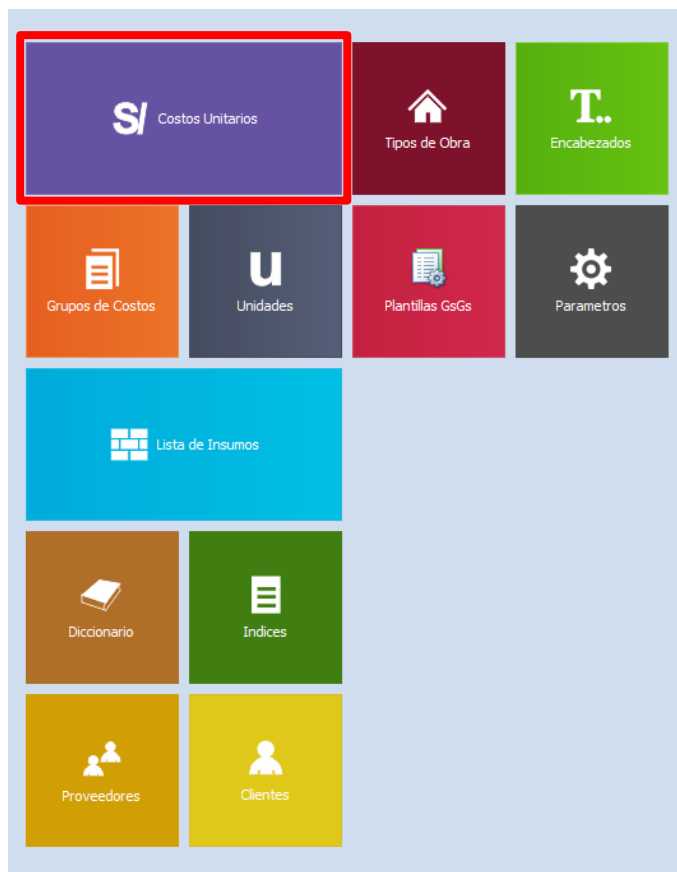 S/ Costos Unitarios
Tipos de Obra
T..
Encabezados
Grupos de Costos
u
Unidades
Plantillas GsGs
Parametros
Lista de Insumos
Diccionario
Indices
Proveedores
Clientes